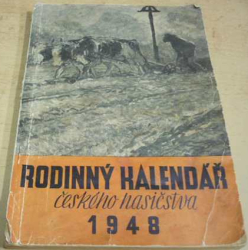 RODINNÝ KALENDÁŘ
českého hasičstva
1948